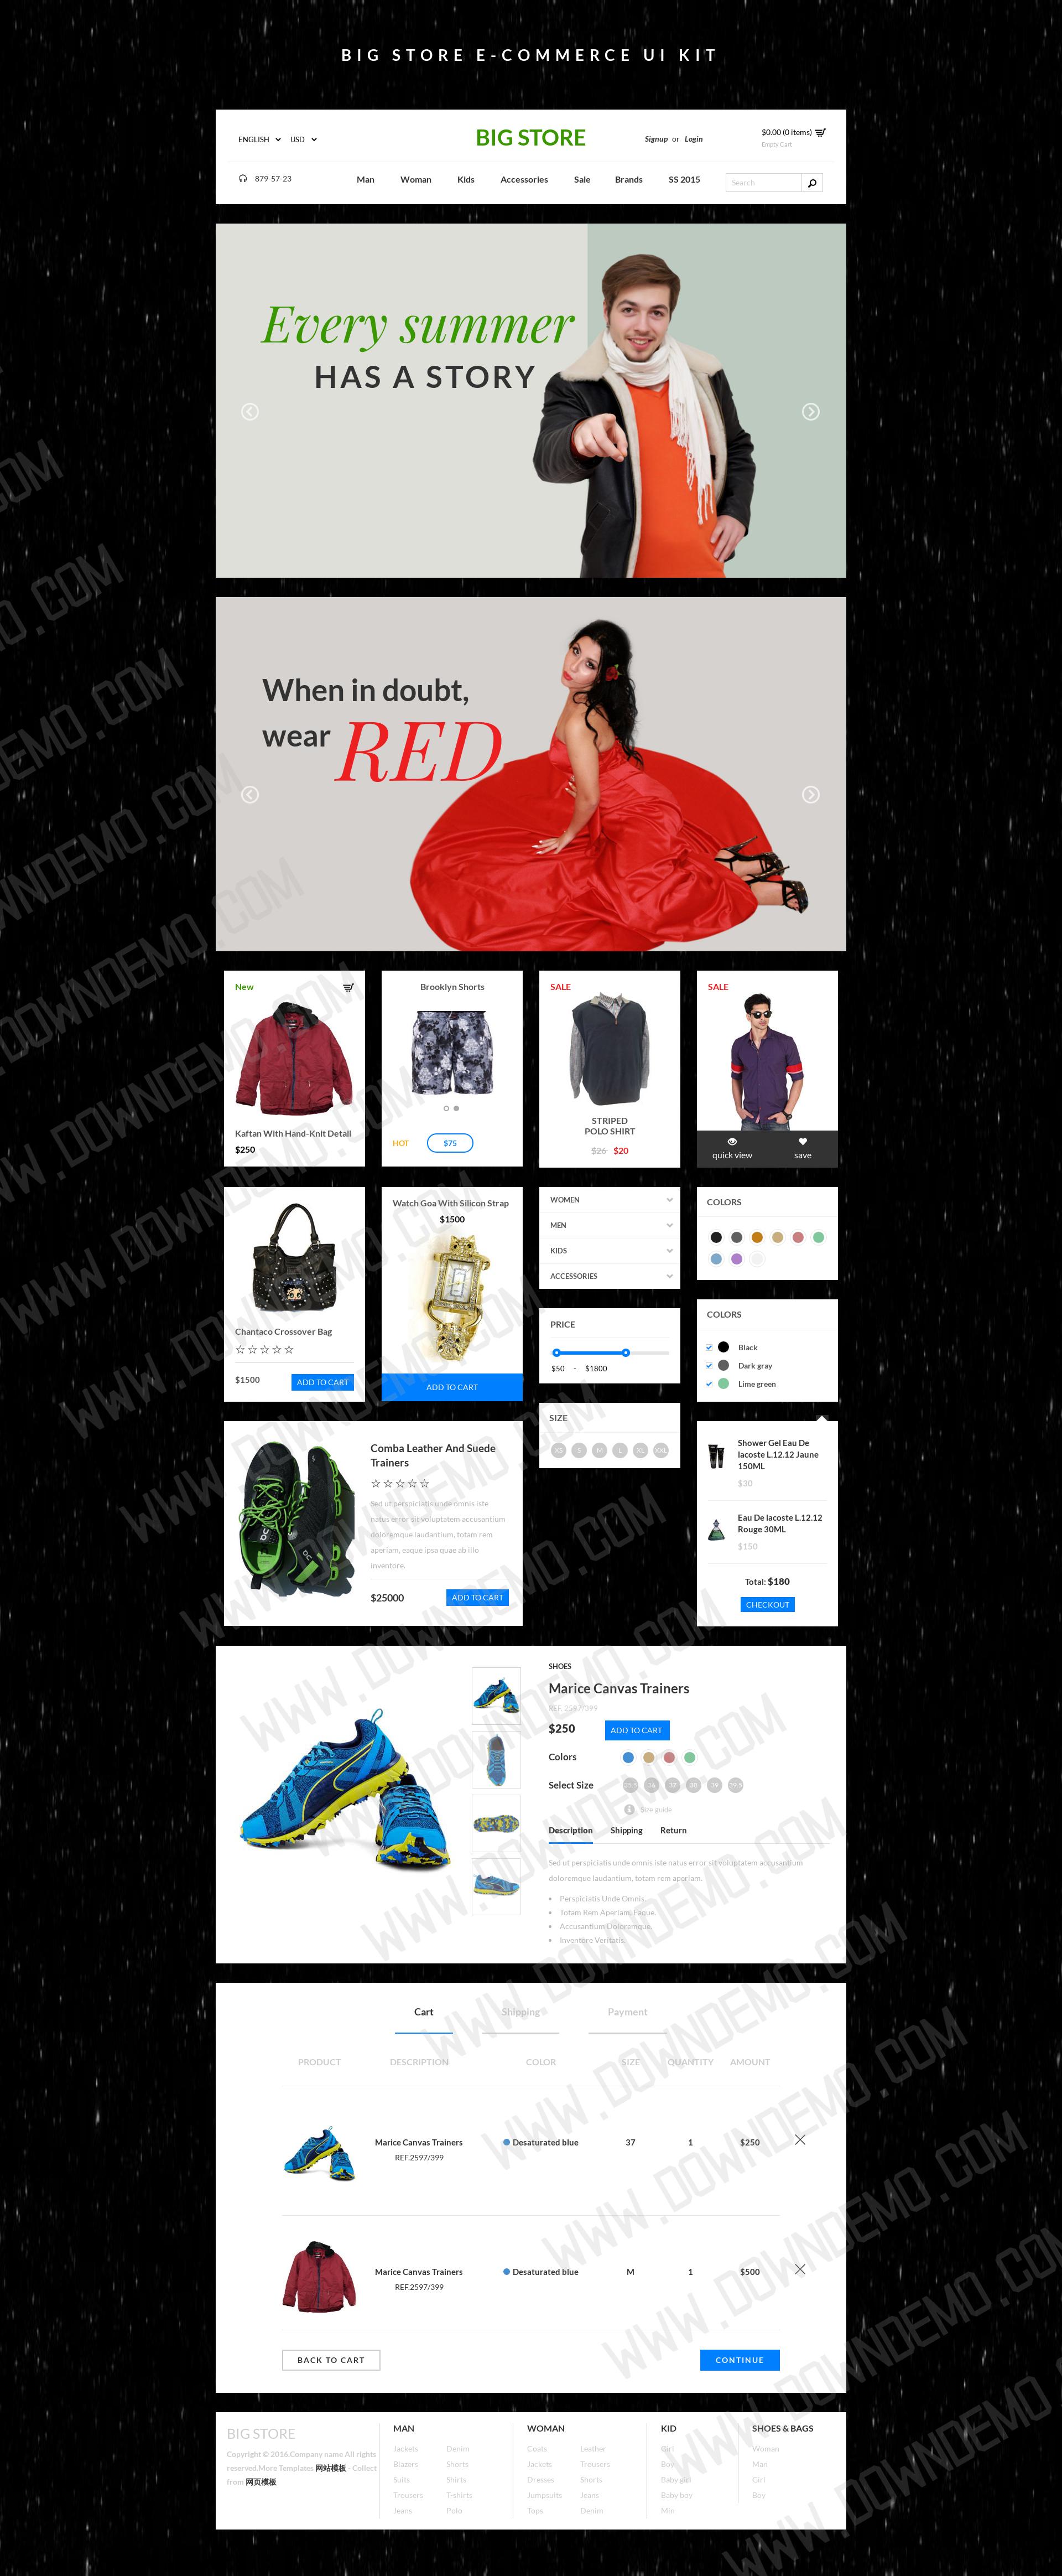 BIG STORE E-COMMERCE UI KIT
ENGLISH
USD
BIG STORE
Signup or Login
$0.00 (0 items)
Empty Cart
879-57-23
Man
Woman
Kids
Accessories
Sale
Brands
SS 2015
Search
Every summer
HAS A STORY
When in doubt,
wear RED
New
Kaftan With Hand-Knit Detail
$250
Brooklyn Shorts
HOT
$75
SALE
STRIPED
POLO SHIRT
$26 $20
SALE
quick view
save
Chantaco Crossover Bag
$1500
ADD TO CART
Watch Goa With Silicon Strap
$1500
ADD TO CART
WOMEN
MEN
KIDS
ACCESSORIES
PRICE
$50 - $1800
SIZE
XS S M L XL XXL
COLORS
COLORS
Black
Dark gray
Lime green
Comba Leather And Suede
Trainers
Sed ut perspiciatis unde omnis iste
natus error sit voluptatem accusantium
doloremque laudantium, totam rem
aperiam, eaque ipsa quae ab illo
inventore.
$25000
ADD TO CART
Shower Gel Eau De
lacoste L.12.12 Jaune
150ML
$30
Eau De lacoste L.12.12
Rouge 30ML
$150
Total: $180
CHECKOUT
SHOES
Marice Canvas Trainers
REF. 2597/399
$250
ADD TO CART
Colors
Select Size
36 37 38 39
Size guide
Description
Shipping
Return
Sed ut perspiciatis unde omnis iste natus error sit voluptatem accusantium
doloremque laudantium, totam rem aperiam.
Perspiciatis Unde Omnis.
Totam Rem Aperiam, Eaque.
Accusantium Doloremque.
Inventore Veritatis.
Cart
Shipping
Payment
PRODUCT
DESCRIPTION
COLOR
SIZE
QUANTITY
AMOUNT
Marice Canvas Trainers
REF.2597/399
Desaturated blue
37
1
$250
Marice Canvas Trainers
REF.2597/399
Desaturated blue
M
1
$500
BACK TO CART
CONTINUE
BIG STORE
Copyright © 2016.Company name All rights
reserved.More Templates 网站模板 - Collect
from 网页模板
MAN
Jackets
Blazers
Suits
Trousers
Jeans
Denim
Shorts
Shirts
T-shirts
Polo
WOMAN
Coats
Jackets
Dresses
Jumpsuits
Tops
Leather
Trousers
Shorts
Jeans
Denim
KID
Girl
Boy
Baby girl
Baby boy
Min
SHOES & BAGS
Woman
Man
Girl
Boy
WWW.DOWNDEMO.COM